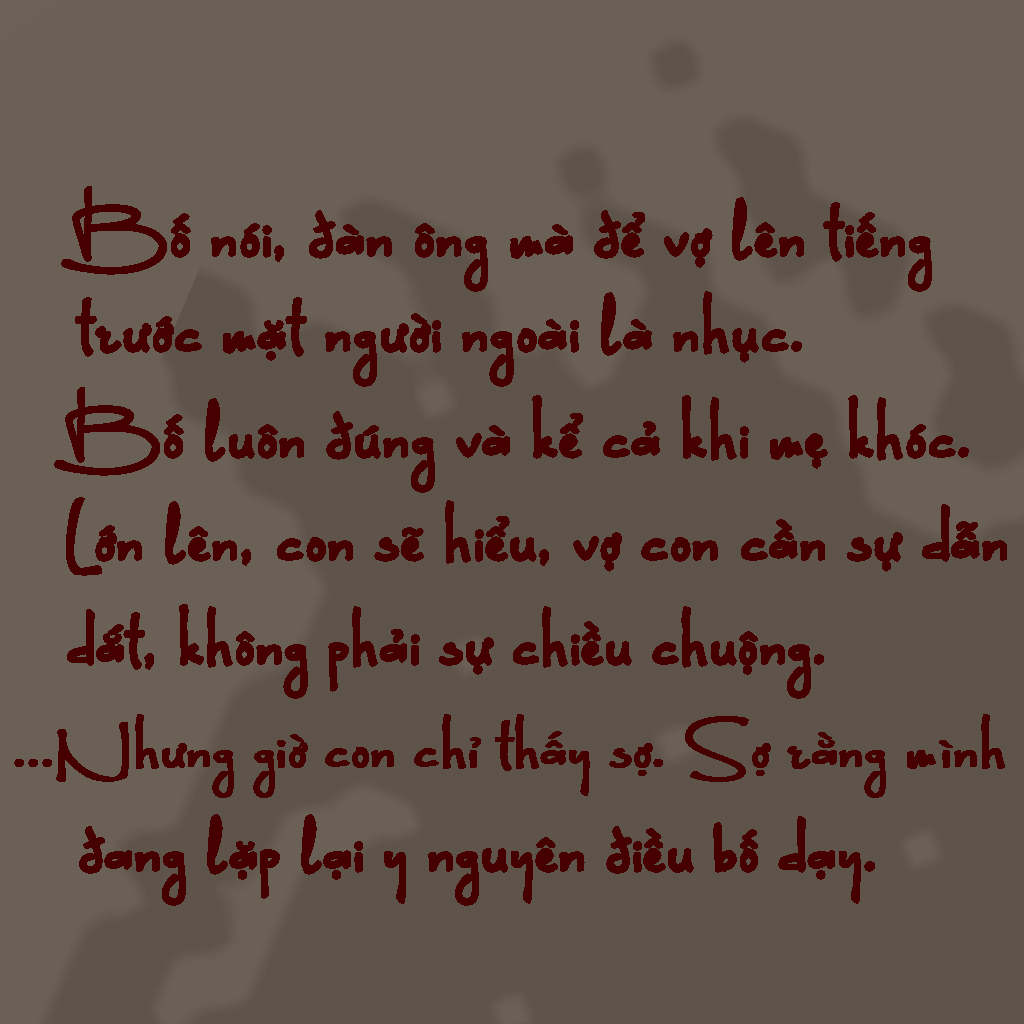 Bố nói, đàn ông mà để vợ lên tiếng
trước mặt người ngoài là nhục.
Bố luôn đúng và kể cả khi mẹ khóc.
Lớn lên, con sẽ hiểu, vợ con cần sự dẫn
dắt, không phải sự chiều chuộng.
...Nhưng giờ con chỉ thấy sợ. Sợ rằng mình
đang lặp lại y nguyên điều bố dạy.